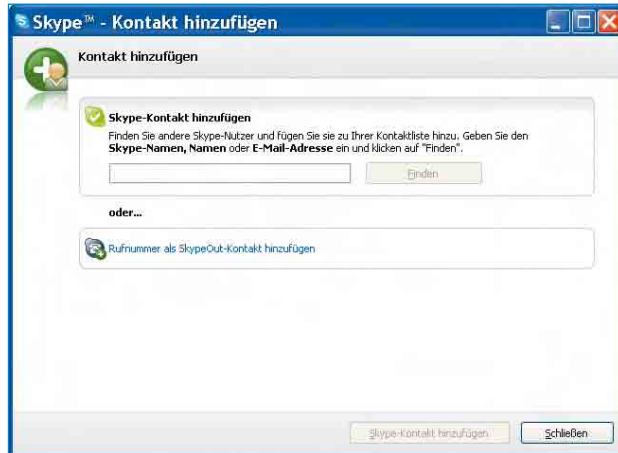 Skype™ - Kontakt hinzufügen
Kontakt hinzufügen
Skype-Kontakt hinzufügen
Finden Sie andere Skype-Nutzer und fügen Sie sie zu Ihrer Kontaktliste hinzu. Geben Sie den
Skype-Namen, Namen oder E-Mail-Adresse ein und klicken auf "Finden".
Finden
oder...
Rufnummer als SkypeOut-Kontakt hinzufügen
Skype-Kontakt hinzufügen
Schließen